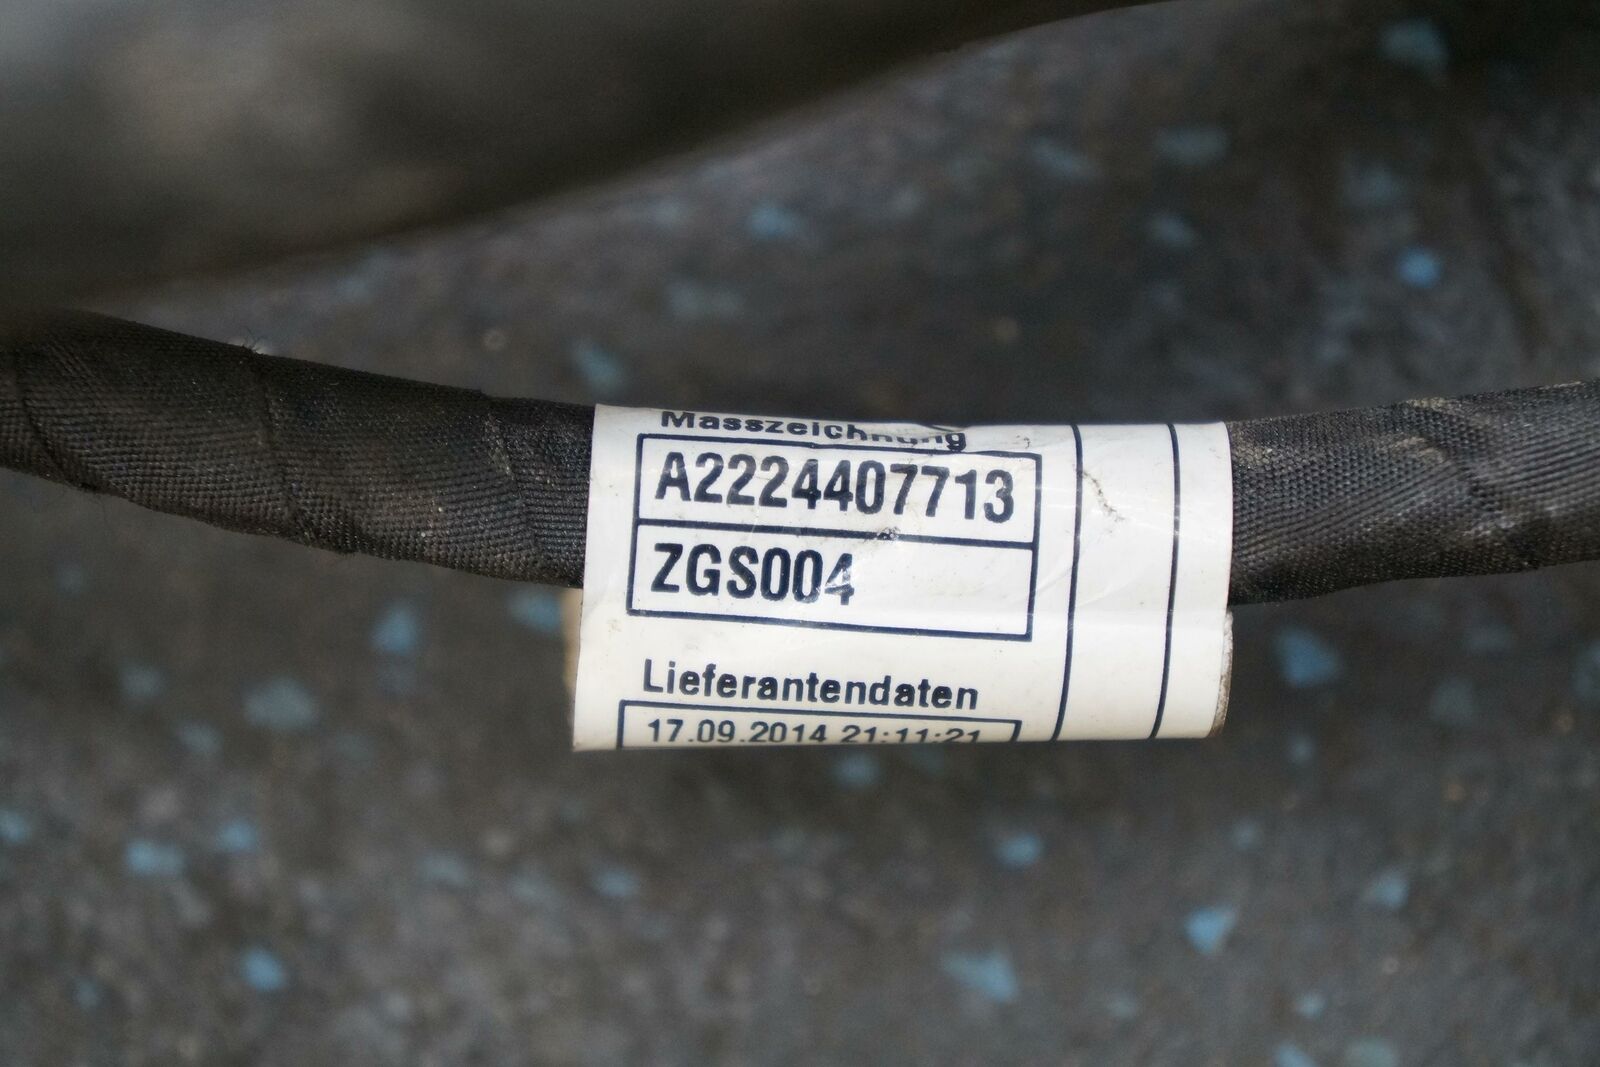 Masszeichnung
A2224407713
ZGS004
Lieferantendaten
17.09.2014 21:11:21